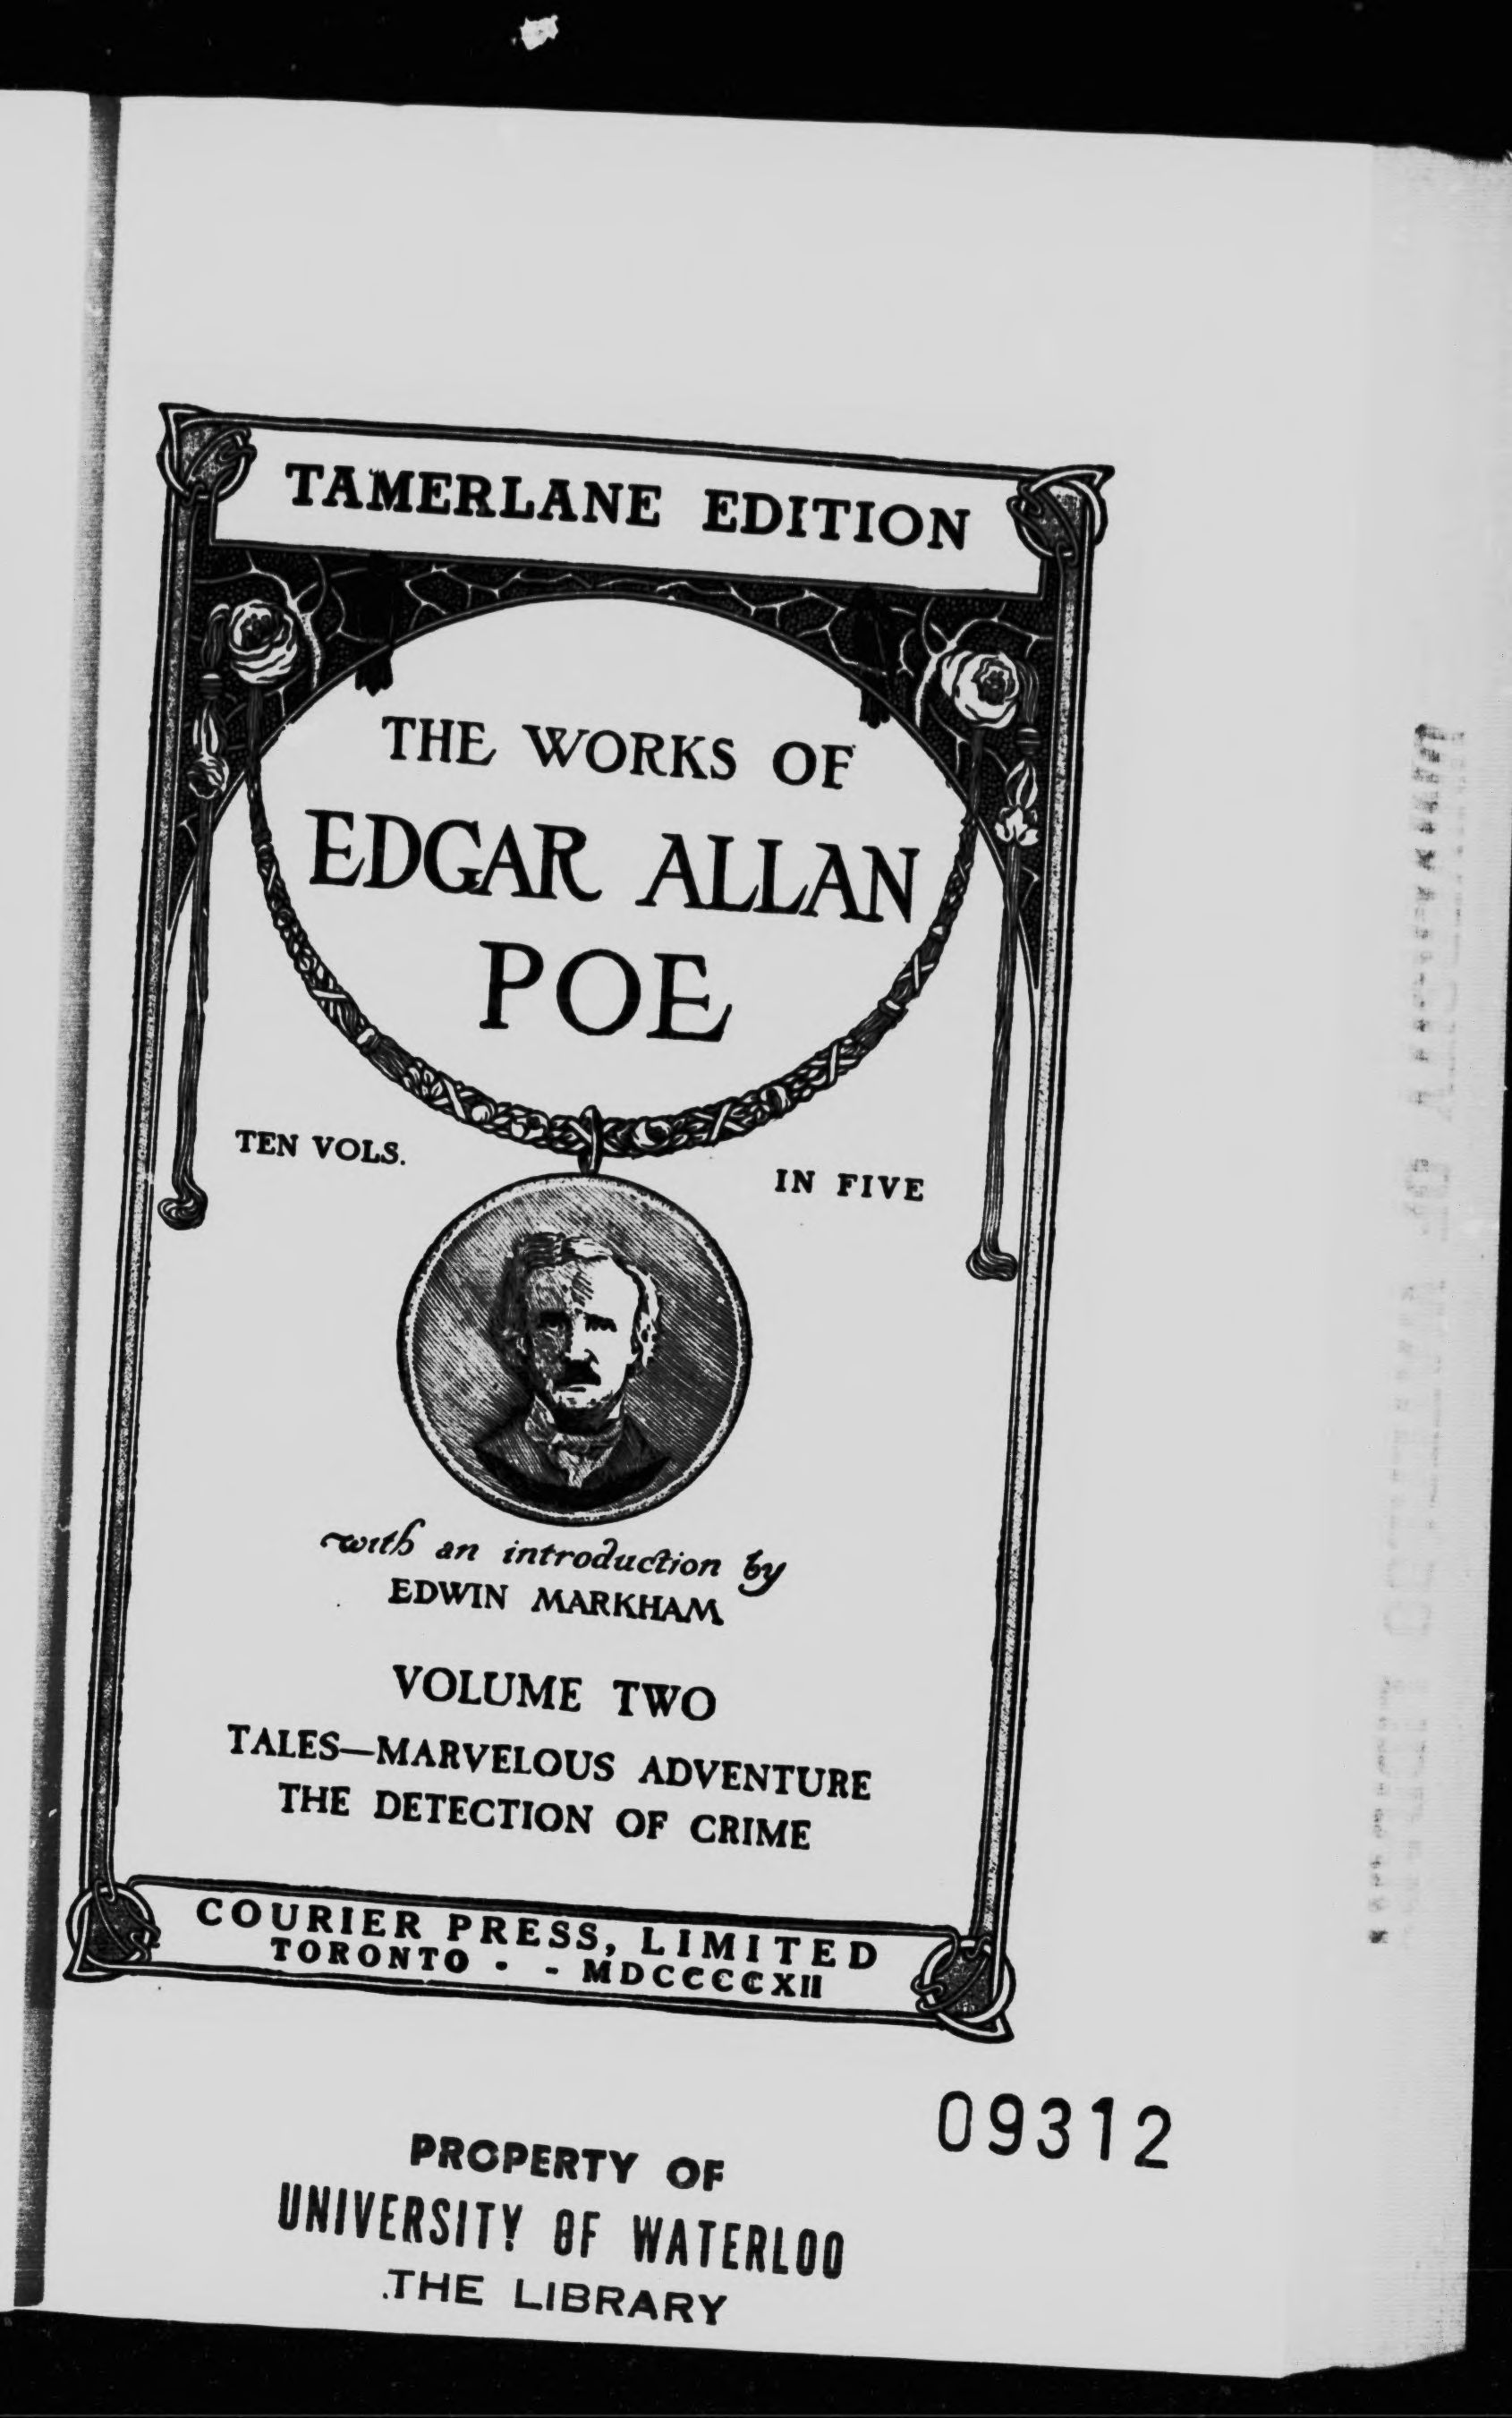 TAMERLANE EDITION
THE WORKS OF
EDGAR ALLAN
POE
TEN VOLS.
IN FIVE
with an introduction by
EDWIN MARKHAM
VOLUME TWO
TALES—MARVELOUS ADVENTURE
THE DETECTION OF CRIME
COURIER PRESS, LIMITED
TORONTO · - MDCCCCXII
09312
PROPERTY OF
UNIVERSITY OF WATERLOO
THE LIBRARY